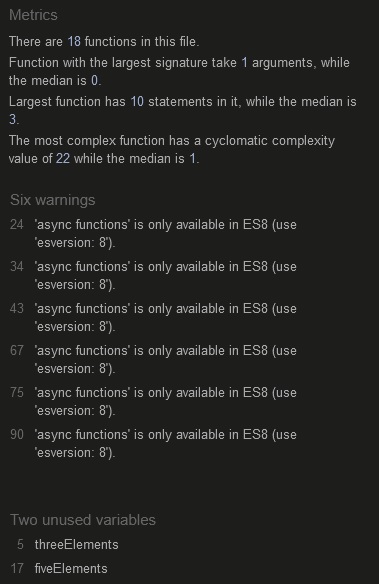 Metrics
There are 18 functions in this file.
Function with the largest signature take 1 arguments, while
the median is 0.
Largest function has 10 statements in it, while the median is
3.
The most complex function has a cyclomatic complexity
value of 22 while the median is 1.
Six warnings
24 'async functions' is only available in ES8 (use
'esversion: 8').
34 'async functions' is only available in ES8 (use
'esversion: 8').
43 'async functions' is only available in ES8 (use
'esversion: 8').
67 'async functions' is only available in ES8 (use
'esversion: 8').
75 'async functions' is only available in ES8 (use
'esversion: 8').
90 'async functions' is only available in ES8 (use
'esversion: 8').
Two unused variables
5 threeElements
17 fiveElements